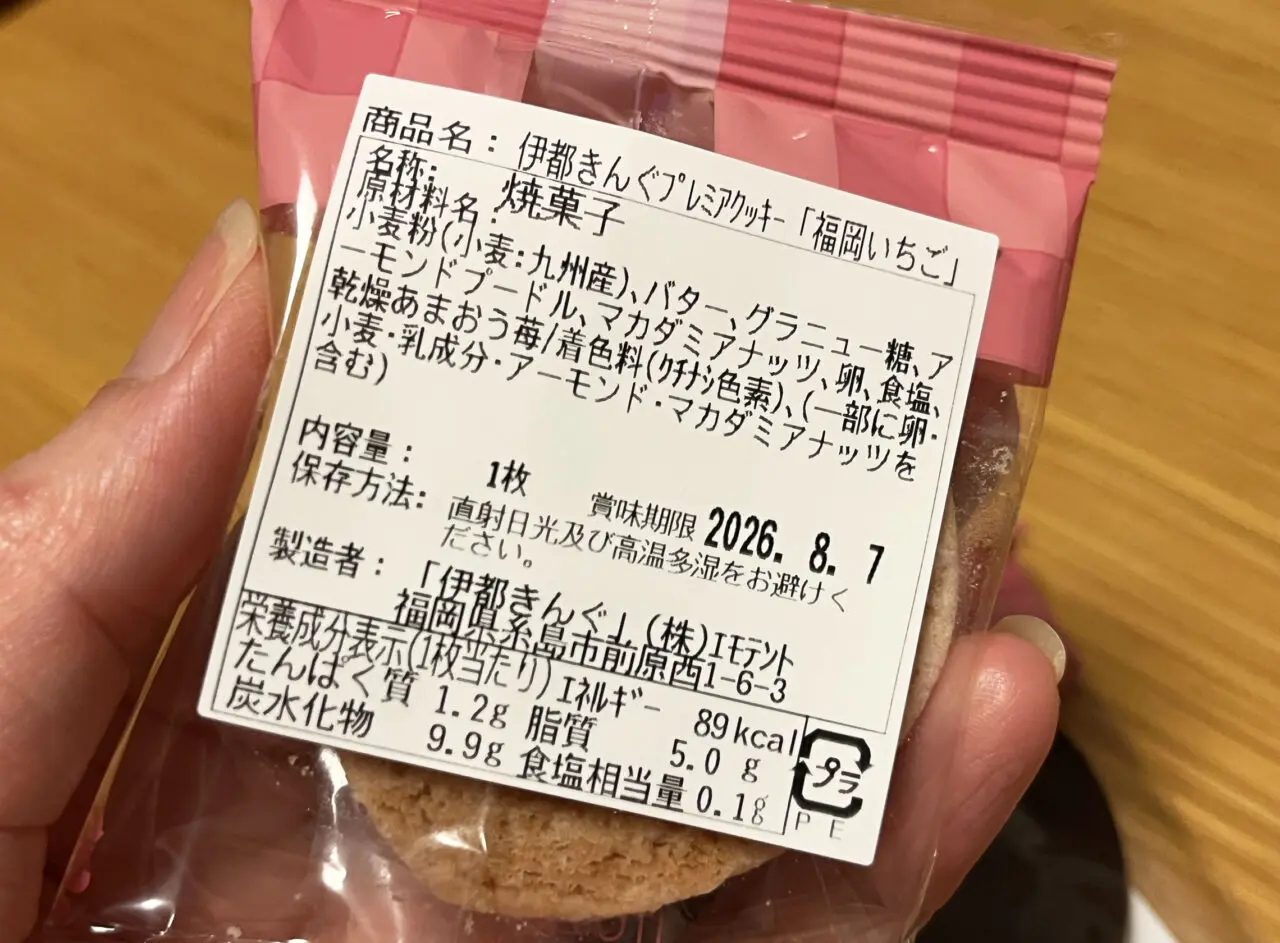 商品名：伊都きんぐプレミアクッキー「福岡いちご」
名称： 焼菓子
原材料名：
小麦粉(小麦:九州産)、バター、グラニュー糖、ア
ーモンドプードル、マカダミアナッツ、卵、食塩、
乾燥あまおう苺/着色料(クチナシ色素)、(一部に卵・
小麦・乳成分・アーモンド・マカダミアナッツを
含む)
内容量： 1枚 賞味期限 2026. 8. 7
保存方法： 直射日光及び高温多湿をお避けく
ださい。
製造者： 「伊都きんぐ」(株)エモテント
福岡県糸島市前原西1-6-3
栄養成分表示(1枚当たり)エネルギー 89kcal
たんぱく質 1.2g 脂質 5.0 g
炭水化物 9.9g 食塩相当量 0.1g
プラ
PE